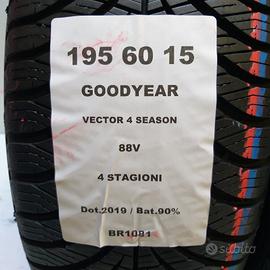 195 60 15
GOODYEAR
VECTOR 4 SEASON
88V
4 STAGIONI
Dot.2019 / Bat.90%
BR1081
subito